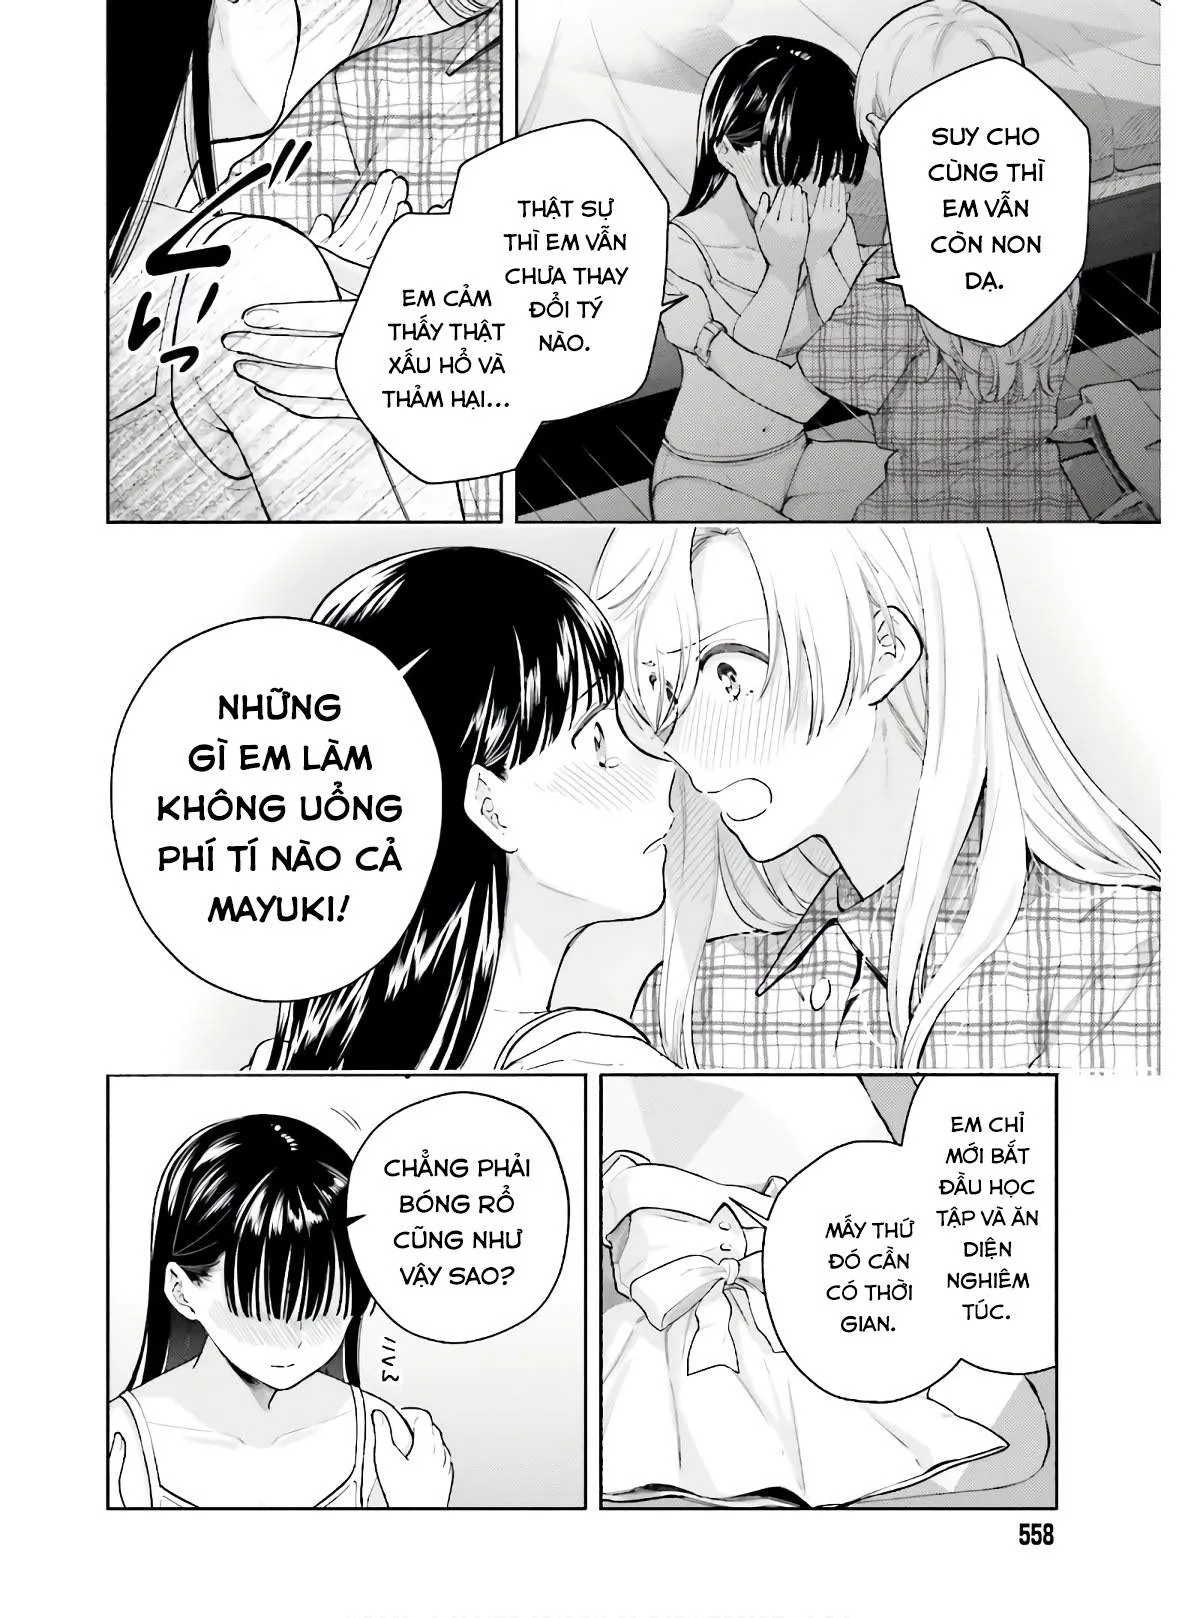 SUY CHO
CÙNG THÌ
EM VẪN
CÒN NON
DẠ.
THẬT SỰ
THÌ EM VẪN
CHƯA THAY
ĐỔI TÝ
NÀO.
EM CẢM
THẤY THẬT
XẤU HỔ VÀ
THẢM HẠI...
NHỮNG
GÌ EM LÀM
KHÔNG UỔNG
PHÍ TÍ NÀO CẢ
MAYUKI!
EM CHỈ
MỚI BẮT
ĐẦU HỌC
TẬP VÀ ĂN
DIỆN
NGHIÊM
TÚC.
MẤY THỨ
ĐÓ CẦN
CÓ THỜI
GIAN.
CHẲNG PHẢI
BÓNG RỔ
CŨNG NHƯ
VẬY SAO?
558